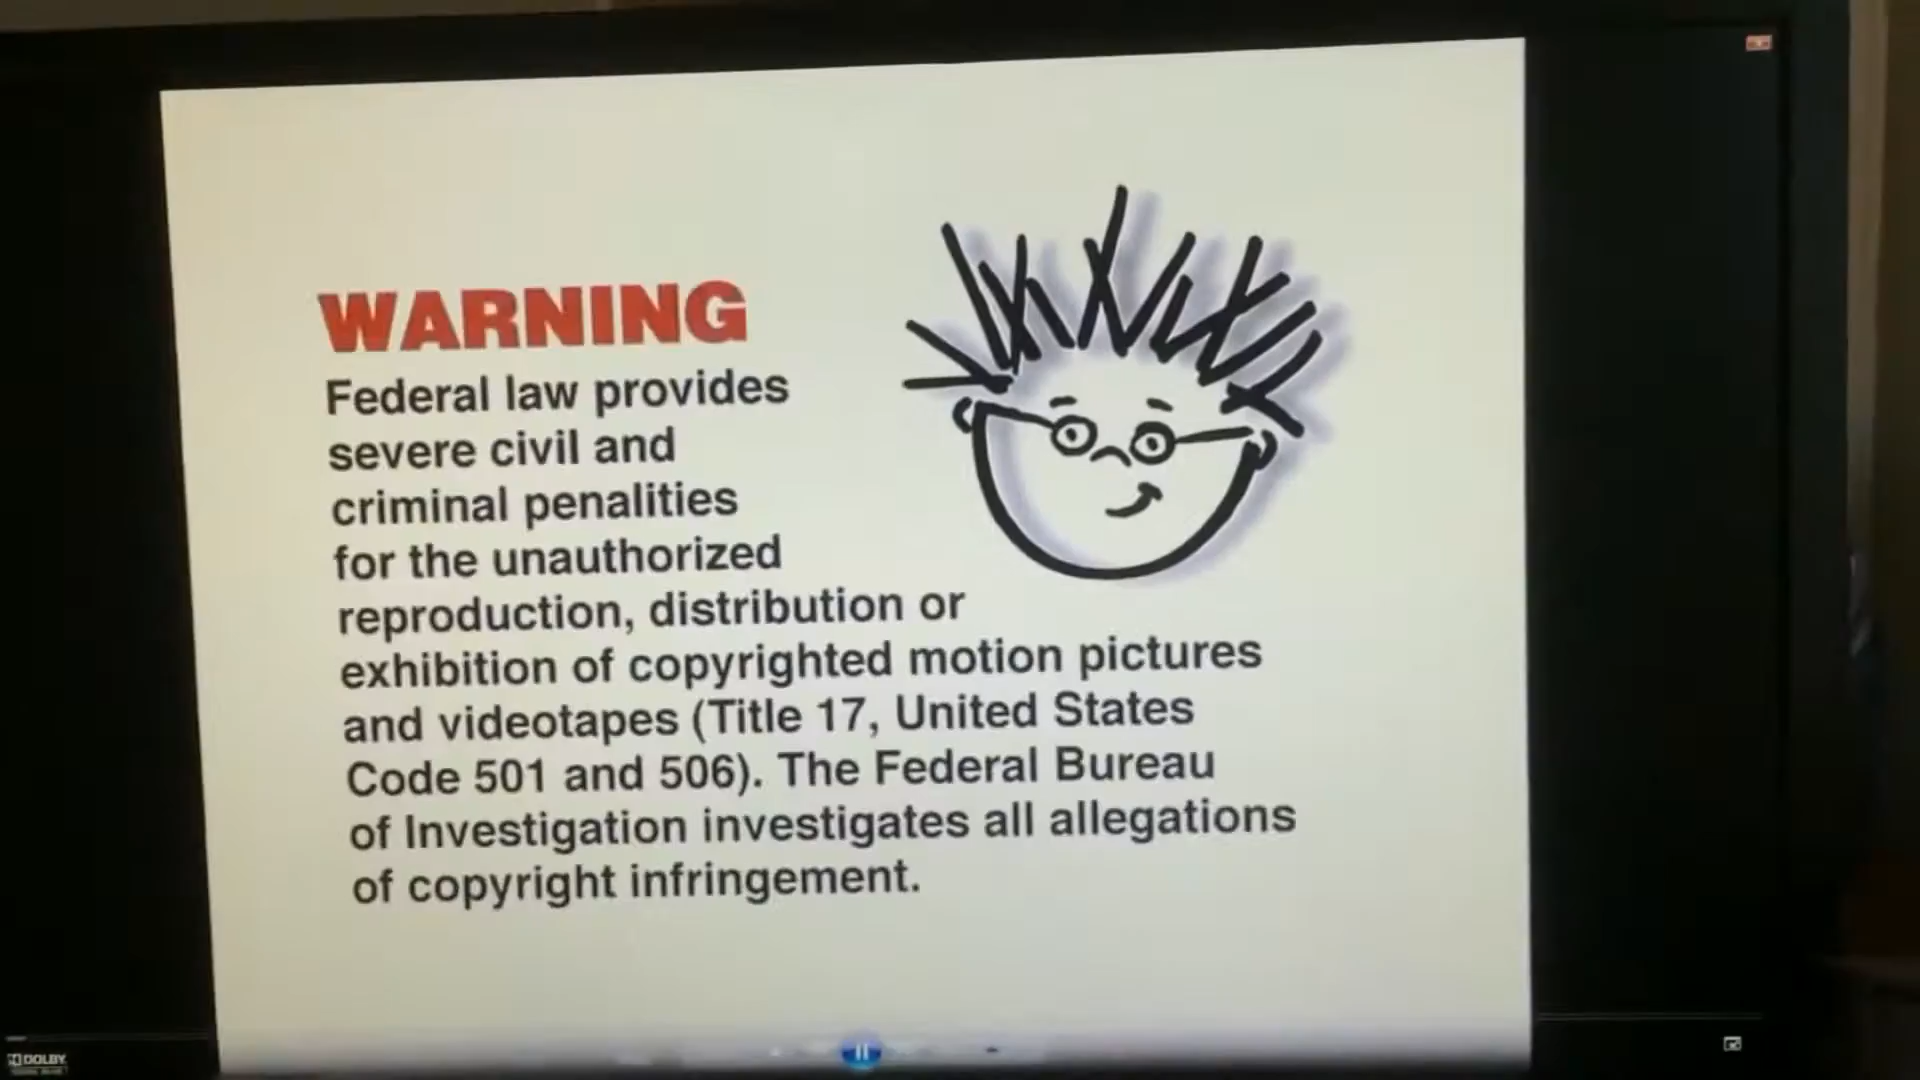 WARNING
Federal law provides
severe civil and
criminal penalities
for the unauthorized
reproduction, distribution or
exhibition of copyrighted motion pictures
and videotapes (Title 17, United States
Code 501 and 506). The Federal Bureau
of Investigation investigates all allegations
of copyright infringement.
DOLBY